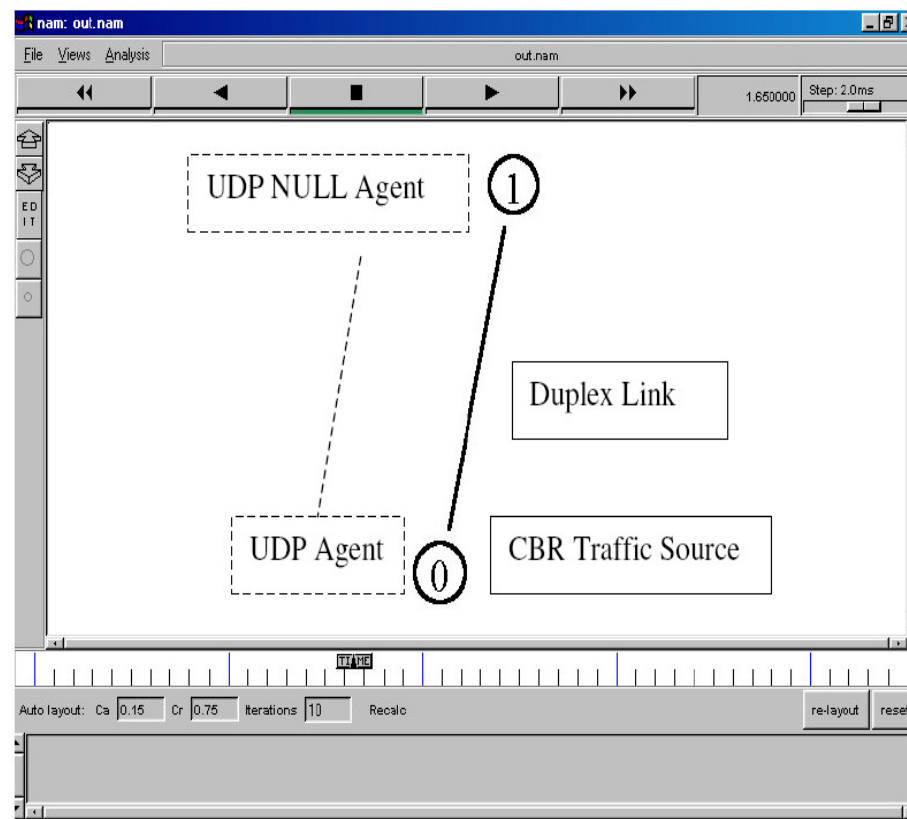 nam: out.nam
File Views Analysis out.nam
1.650000 Step: 2.0ms
ED
IT
UDP NULL Agent 1
Duplex Link
UDP Agent 0 CBR Traffic Source
TIME
Auto layout: Ca 0.15 Cr 0.75 Iterations 10 Recalc re-layout reset